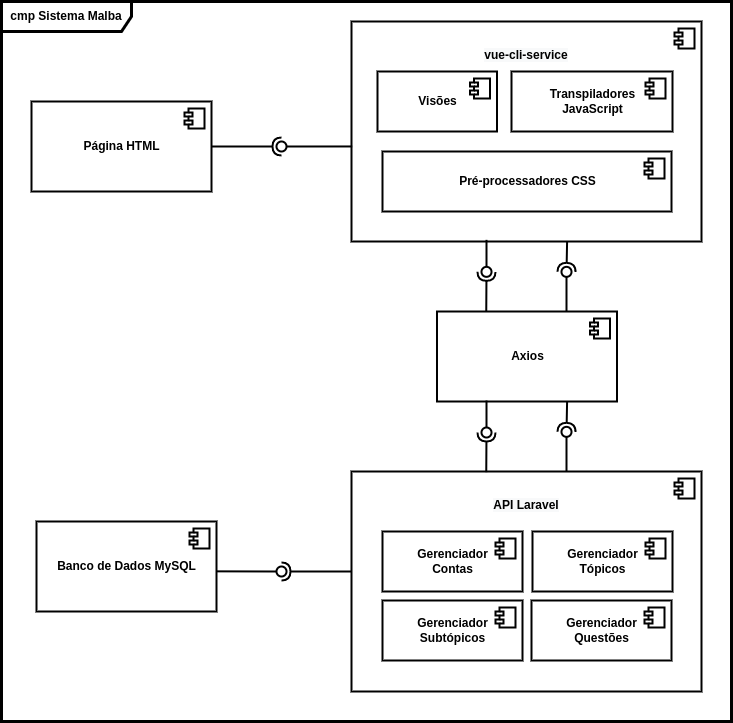 cmp Sistema Malba
vue-cli-service
Visões
Transpiladores
JavaScript
Página HTML
Pré-processadores CSS
Axios
API Laravel
Banco de Dados MySQL
Gerenciador
Contas
Gerenciador
Tópicos
Gerenciador
Subtópicos
Gerenciador
Questões